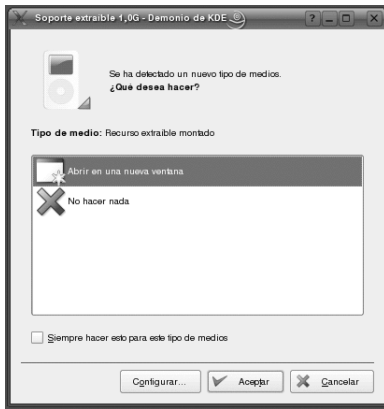 Soporte extraible 1,0G - Demonio de KDE
Se ha detectado un nuevo tipo de medios.
¿Qué desea hacer?
Tipo de medio: Recurso extraible montado
Abrir en una nueva ventana
No hacer nada
Siempre hacer esto para este tipo de medios
Configurar... Aceptar Cancelar